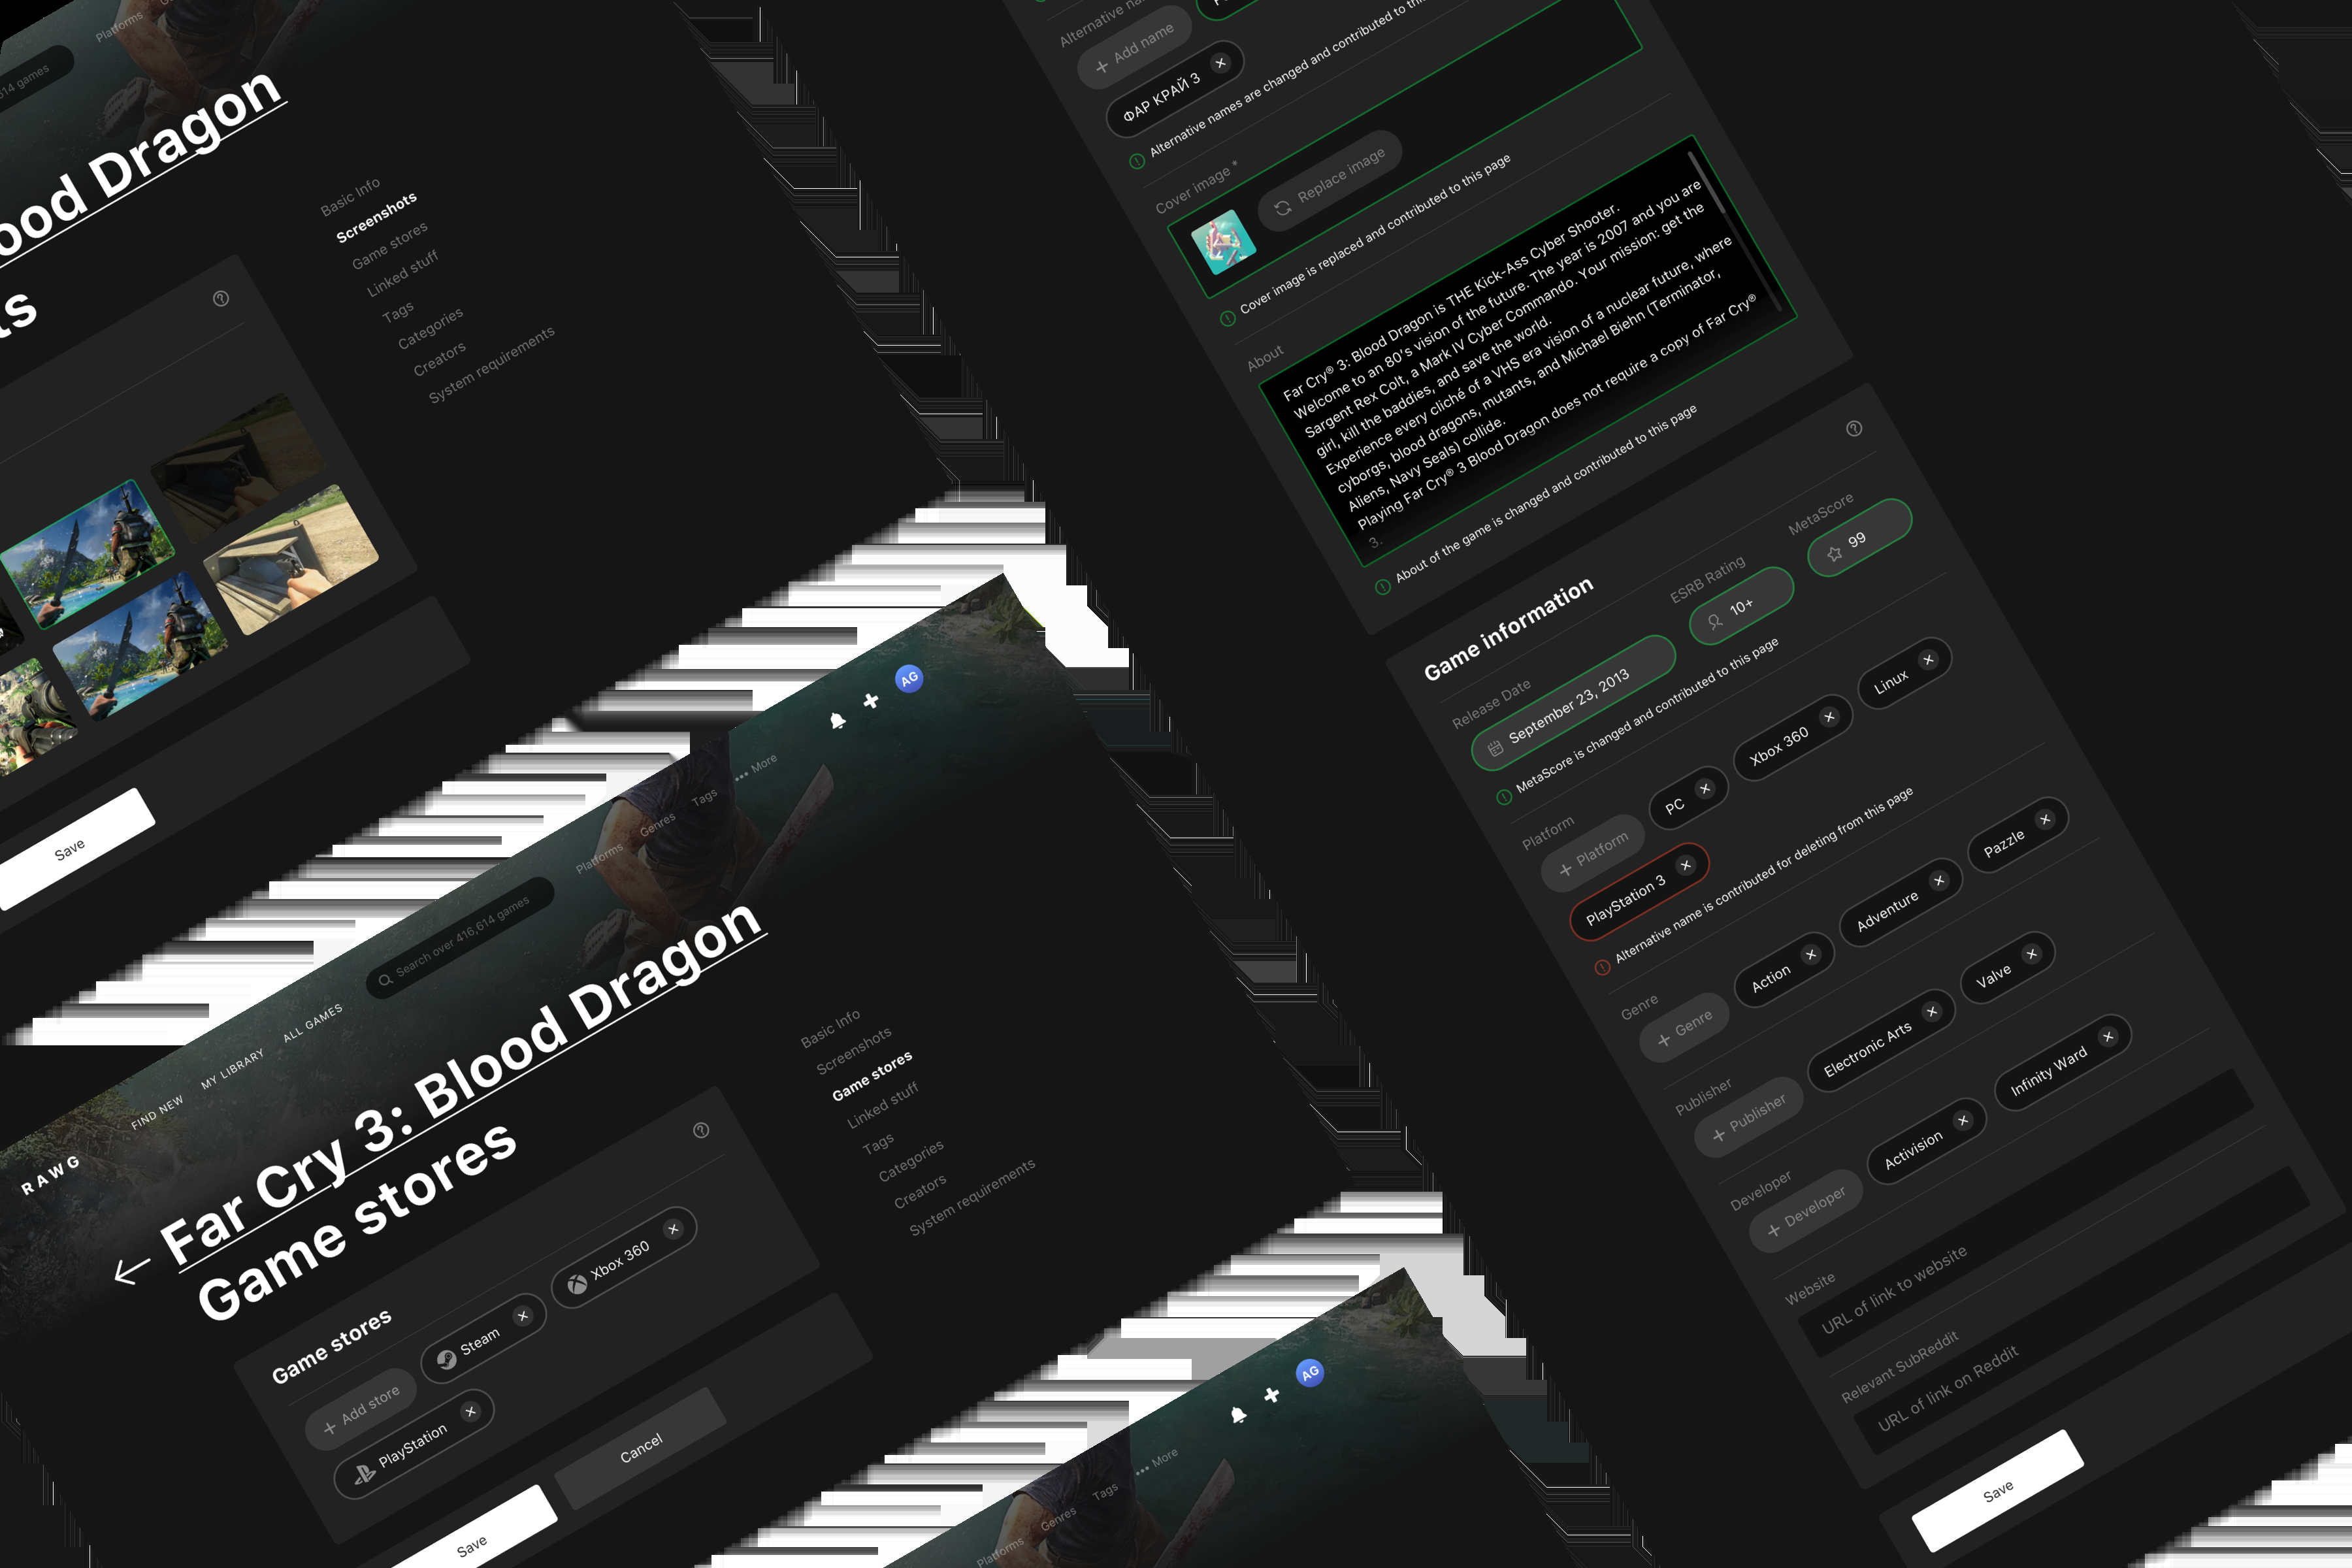 Platforms
614 games
ood Dragon
ts
Basic Info
Screenshots
Game stores
Linked stuff
Tags
Categories
Creators
System requirements
Save
RAWG
FIND NEW
MY LIBRARY
ALL GAMES
Search over 416,614 games
Platforms
Genres
Tags
More
AG
Far Cry 3: Blood Dragon
Game stores
Basic Info
Screenshots
Game stores
Linked stuff
Tags
Categories
Creators
System requirements
Game stores
+ Add store
Steam
Xbox 360
PlayStation
Save
Cancel
Platforms
Genres
Tags
More
AG
Alternative na
+ Add name
ФАР КРАЙ 3
Alternative names are changed and contributed to thi
Cover image *
Replace image
Cover image is replaced and contributed to this page
About
Far Cry® 3: Blood Dragon is THE Kick-Ass Cyber Shooter.
Welcome to an 80's vision of the future. The year is 2007 and you are
Sargent Rex Colt, a Mark IV Cyber Commando. Your mission: get the
girl, kill the baddies, and save the world.
Experience every cliché of a VHS era vision of a nuclear future, where
cyborgs, blood dragons, mutants, and Michael Biehn (Terminator,
Aliens, Navy Seals) collide.
Playing Far Cry® 3 Blood Dragon does not require a copy of Far Cry®
3.
About of the game is changed and contributed to this page
Game information
Release Date
September 23, 2013
ESRB Rating
10+
MetaScore
99
MetaScore is changed and contributed to this page
Platform
+ Platform
PC
Xbox 360
Linux
PlayStation 3
Alternative name is contributed for deleting from this page
Genre
+ Genre
Action
Adventure
Pazzle
Publisher
+ Publisher
Electronic Arts
Valve
Developer
+ Developer
Activision
Infinity Ward
Website
URL of link to website
Relevant SubReddit
URL of link on Reddit
Save